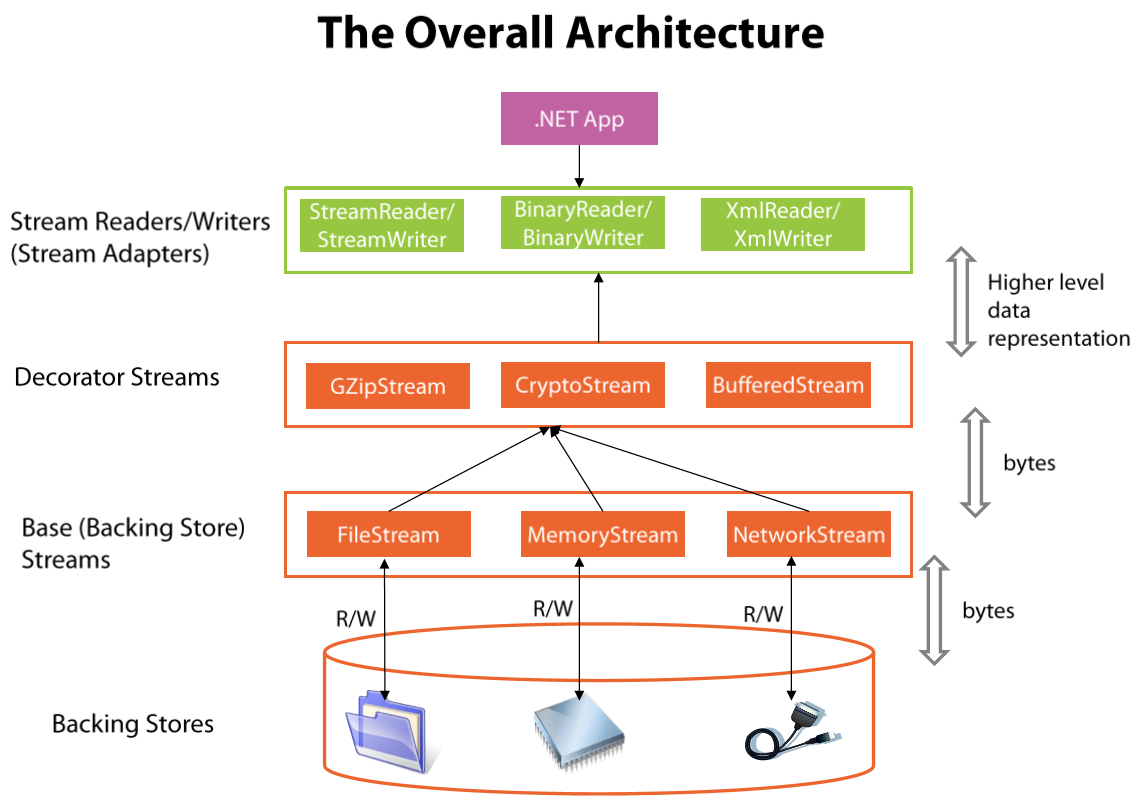 The Overall Architecture
.NET App
Stream Readers/Writers
(Stream Adapters)
StreamReader/
StreamWriter
BinaryReader/
BinaryWriter
XmlReader/
XmlWriter
Higher level
data
representation
Decorator Streams
GZipStream
CryptoStream
BufferedStream
bytes
Base (Backing Store)
Streams
FileStream
MemoryStream
NetworkStream
R/W
R/W
R/W
bytes
Backing Stores